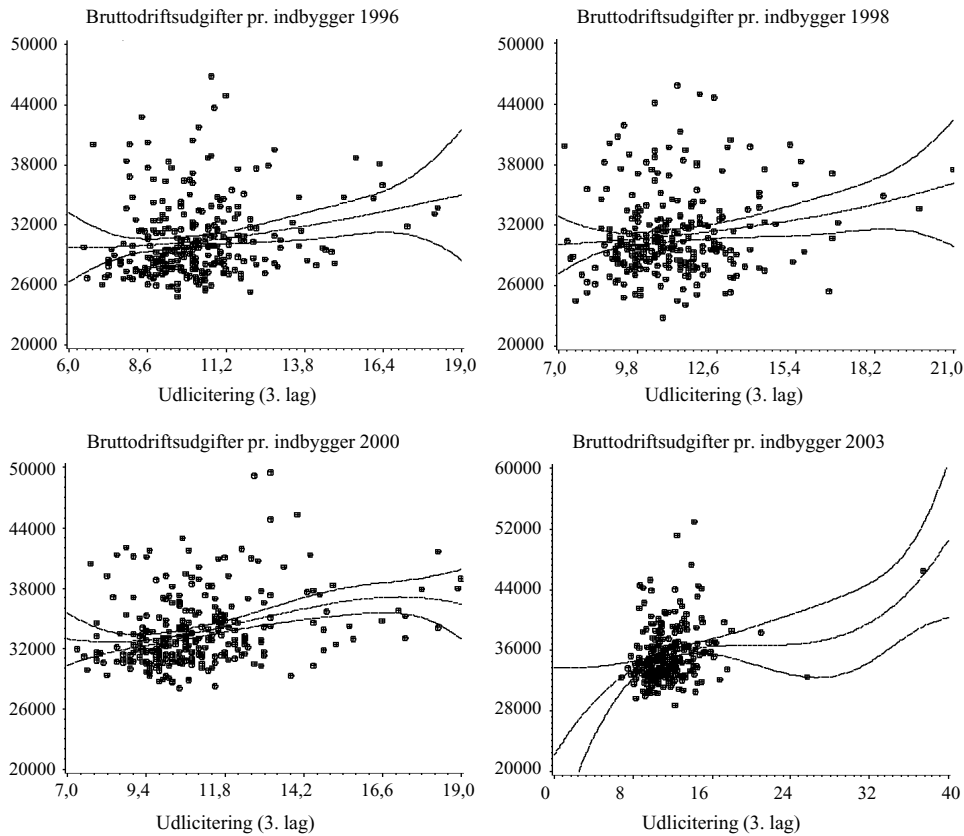 Bruttodriftsudgifter pr. indbygger 1996
50000
44000
38000
32000
26000
20000
6,0 8,6 11,2 13,8 16,4 19,0
Udlicitering (3. lag)
Bruttodriftsudgifter pr. indbygger 1998
50000
44000
38000
32000
26000
20000
7,0 9,8 12,6 15,4 18,2 21,0
Udlicitering (3. lag)
Bruttodriftsudgifter pr. indbygger 2000
50000
44000
38000
32000
26000
20000
7,0 9,4 11,8 14,2 16,6 19,0
Udlicitering (3. lag)
Bruttodriftsudgifter pr. indbygger 2003
60000
52000
44000
36000
28000
20000
0 8 16 24 32 40
Udlicitering (3. lag)